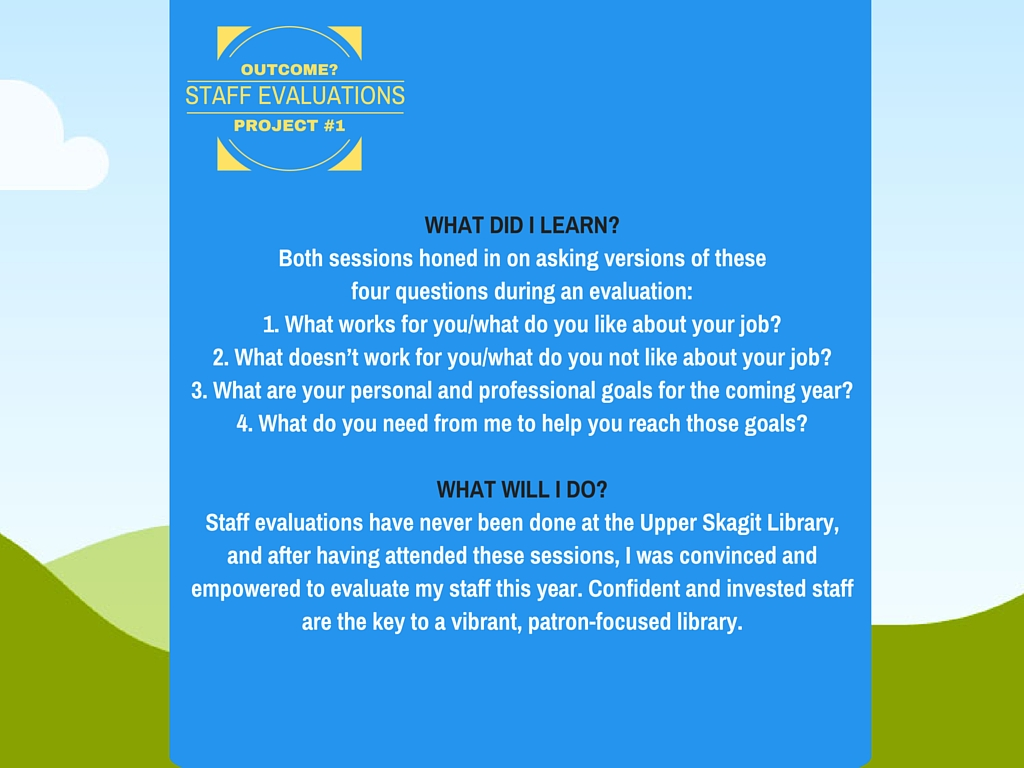 OUTCOME?
STAFF EVALUATIONS
PROJECT #1
WHAT DID I LEARN?
Both sessions honed in on asking versions of these
four questions during an evaluation:
1. What works for you/what do you like about your job?
2. What doesn’t work for you/what do you not like about your job?
3. What are your personal and professional goals for the coming year?
4. What do you need from me to help you reach those goals?
WHAT WILL I DO?
Staff evaluations have never been done at the Upper Skagit Library,
and after having attended these sessions, I was convinced and
empowered to evaluate my staff this year. Confident and invested staff
are the key to a vibrant, patron-focused library.